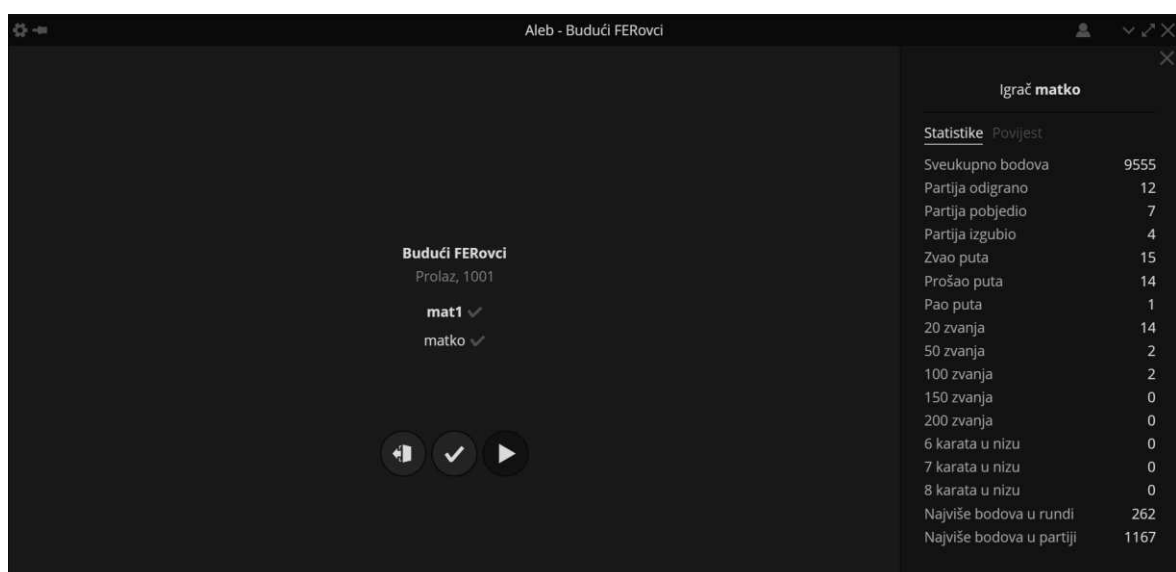 Aleb - Budući FERovci
Budući FERovci
Prolaz, 1001
mat1
matko
Igrač matko
Statistike Povijest
Sveukupno bodova 9555
Partija odigrano 12
Partija pobjedio 7
Partija izgubio 4
Zvao puta 15
Prošao puta 14
Pao puta 1
20 zvanja 14
50 zvanja 2
100 zvanja 2
150 zvanja 0
200 zvanja 0
6 karata u nizu 0
7 karata u nizu 0
8 karata u nizu 0
Najviše bodova u rundi 262
Najviše bodova u partiji 1167